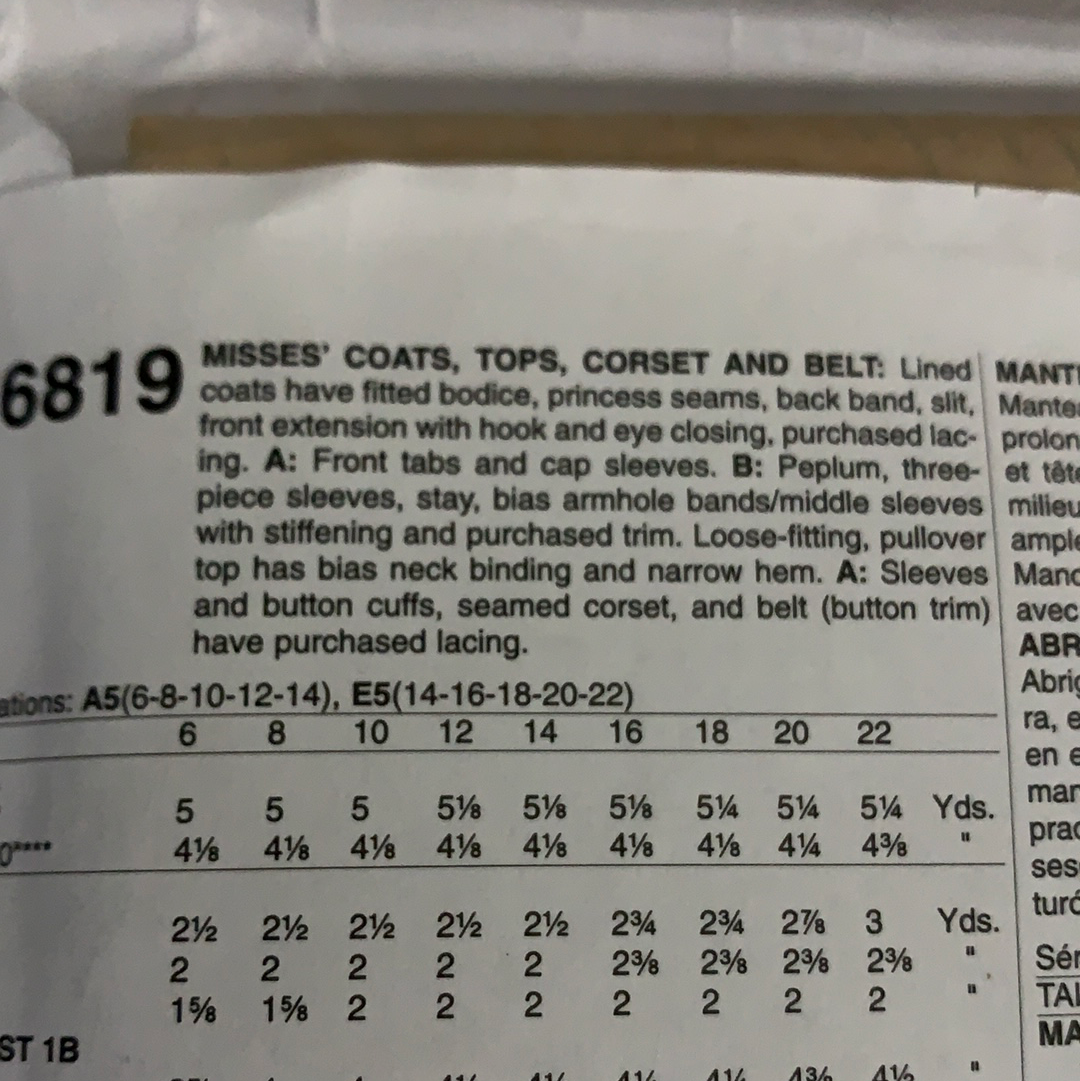 6819
MISSES' COATS, TOPS, CORSET AND BELT: Lined
coats have fitted bodice, princess seams, back band, slit,
front extension with hook and eye closing, purchased lac-
ing. A: Front tabs and cap sleeves. B: Peplum, three-
piece sleeves, stay, bias armhole bands/middle sleeves
with stiffening and purchased trim. Loose-fitting, pullover
top has bias neck binding and narrow hem. A: Sleeves
and button cuffs, seamed corset, and belt (button trim)
have purchased lacing.
ations: A5(6-8-10-12-14), E5(14-16-18-20-22)
6 8 10 12 14 16 18 20 22
5 5 5 5⅛ 5⅛ 5⅛ 5¼ 5¼ 5¼ Yds.
0**** 4⅛ 4⅛ 4⅛ 4⅛ 4⅛ 4⅛ 4⅛ 4¼ 4⅜ "
2½ 2½ 2½ 2½ 2½ 2¾ 2¾ 2⅞ 3 Yds.
2 2 2 2 2 2⅜ 2⅜ 2⅜ 2⅜ "
1⅝ 1⅝ 2 2 2 2 2 2 2 "
ST 1B
MANT
Mante
prolon
et tête
milieu
ample
Manc
avec
ABR
Abrig
ra, e
en e
man
prac
ses
turó
Sér
TAL
MA